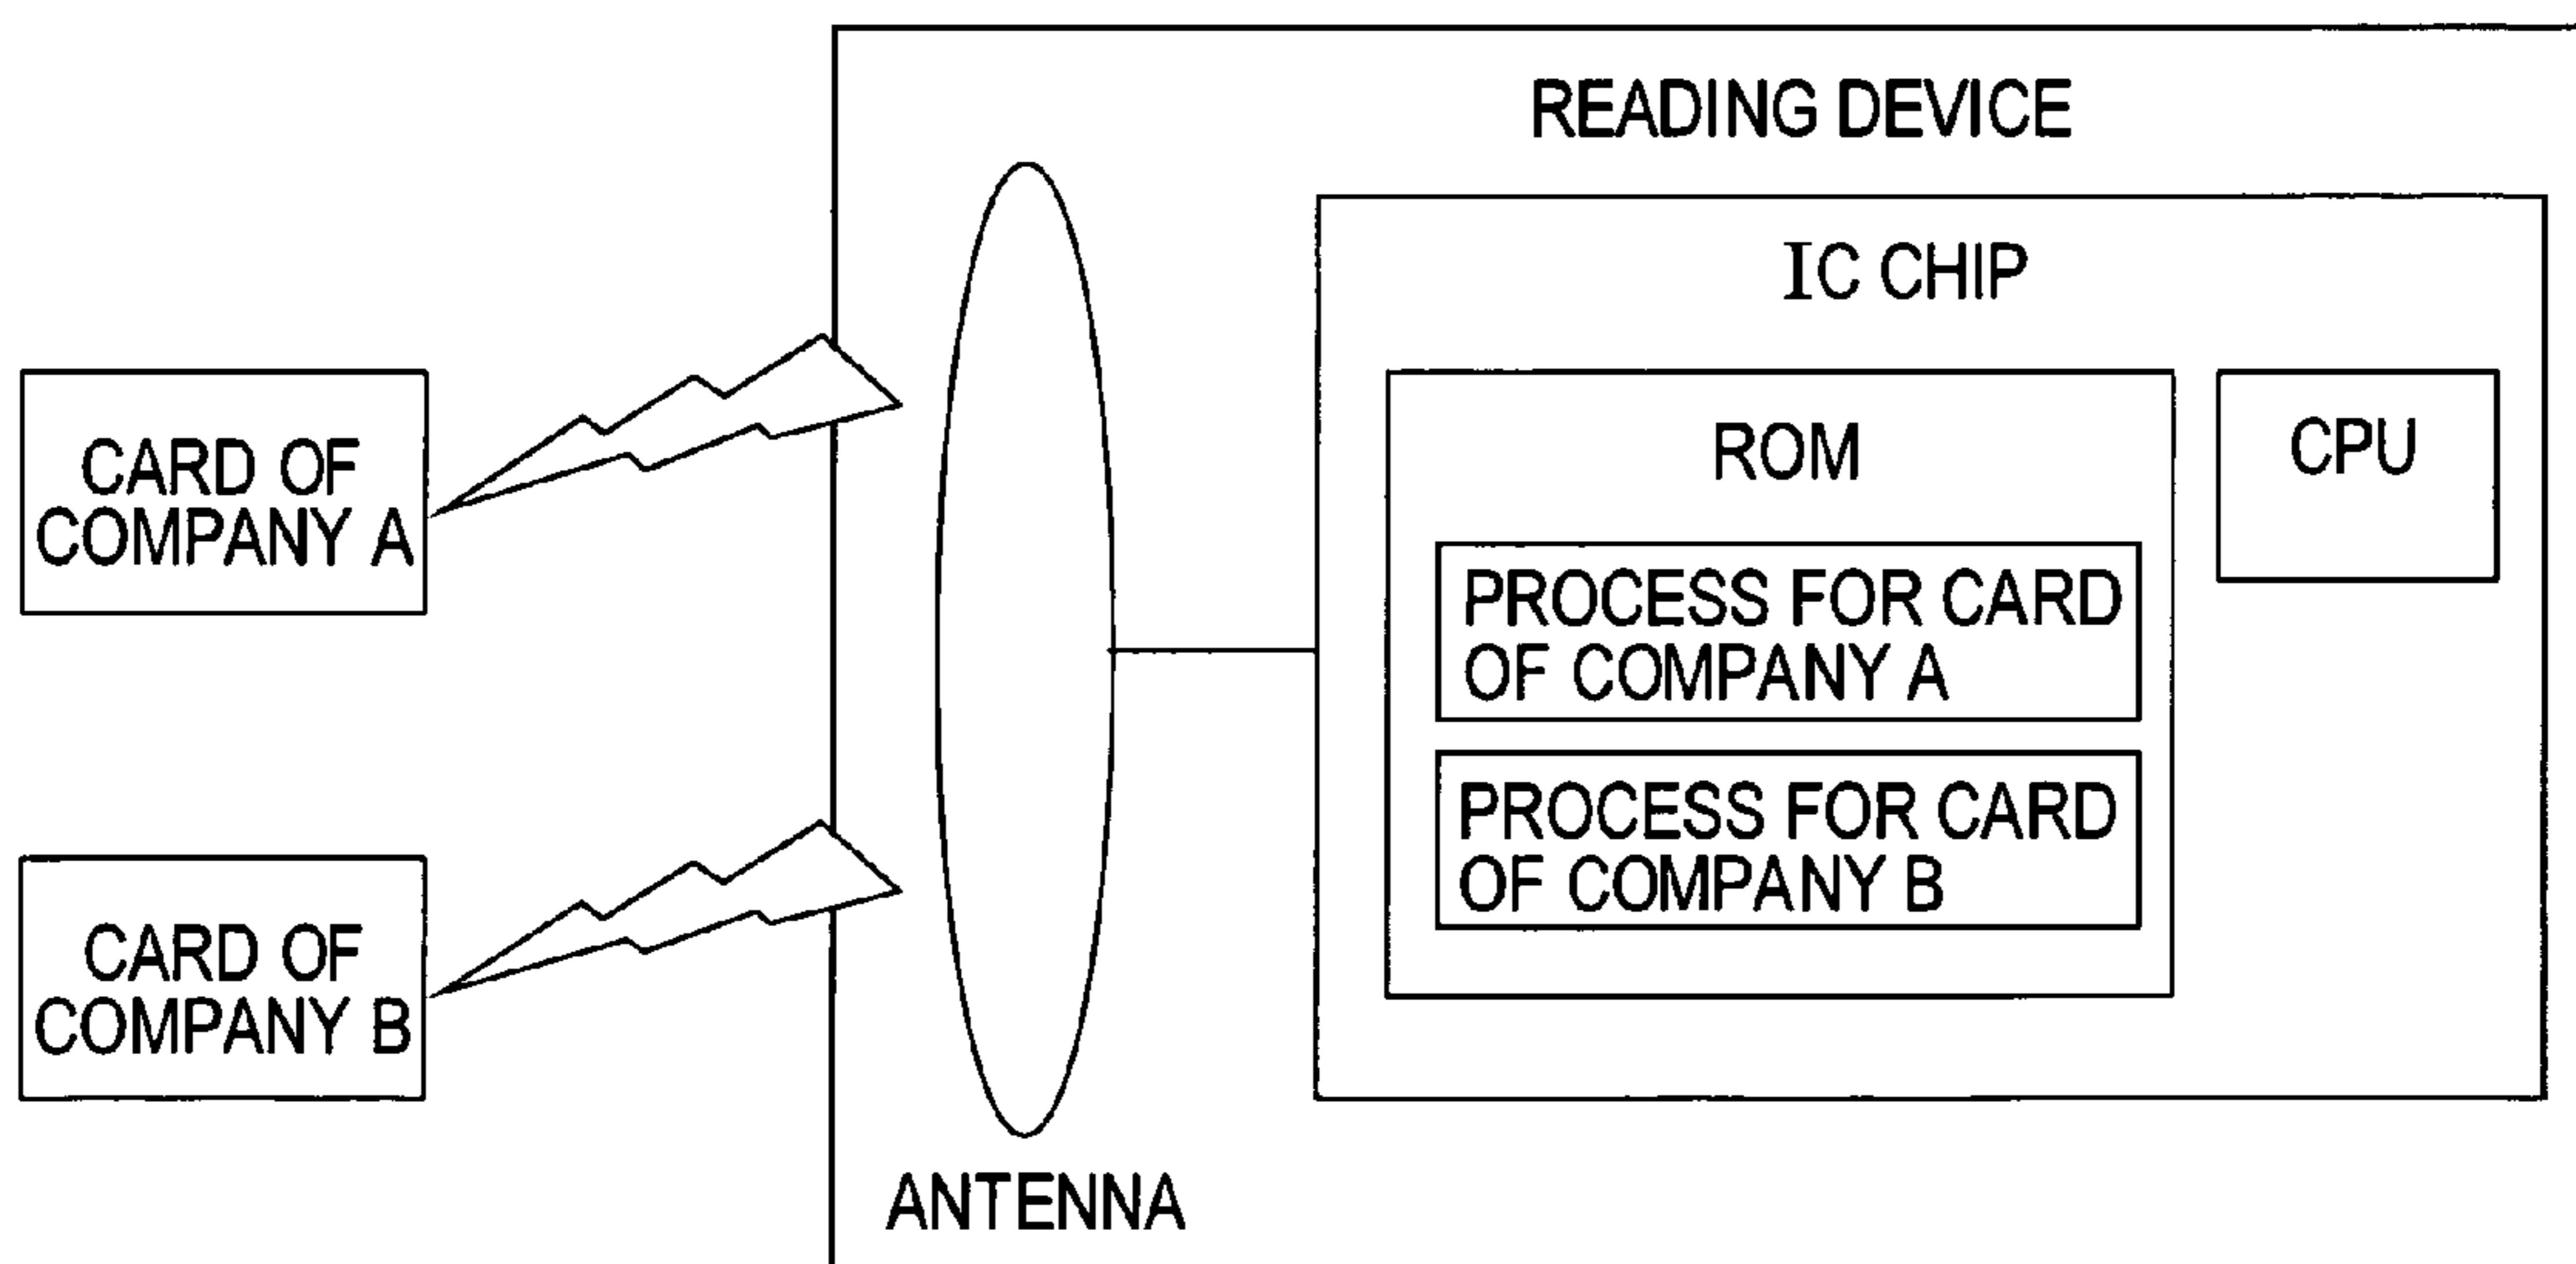 READING DEVICE
IC CHIP
CARD OF
COMPANY A
ROM
CPU
PROCESS FOR CARD
OF COMPANY A
PROCESS FOR CARD
OF COMPANY B
CARD OF
COMPANY B
ANTENNA